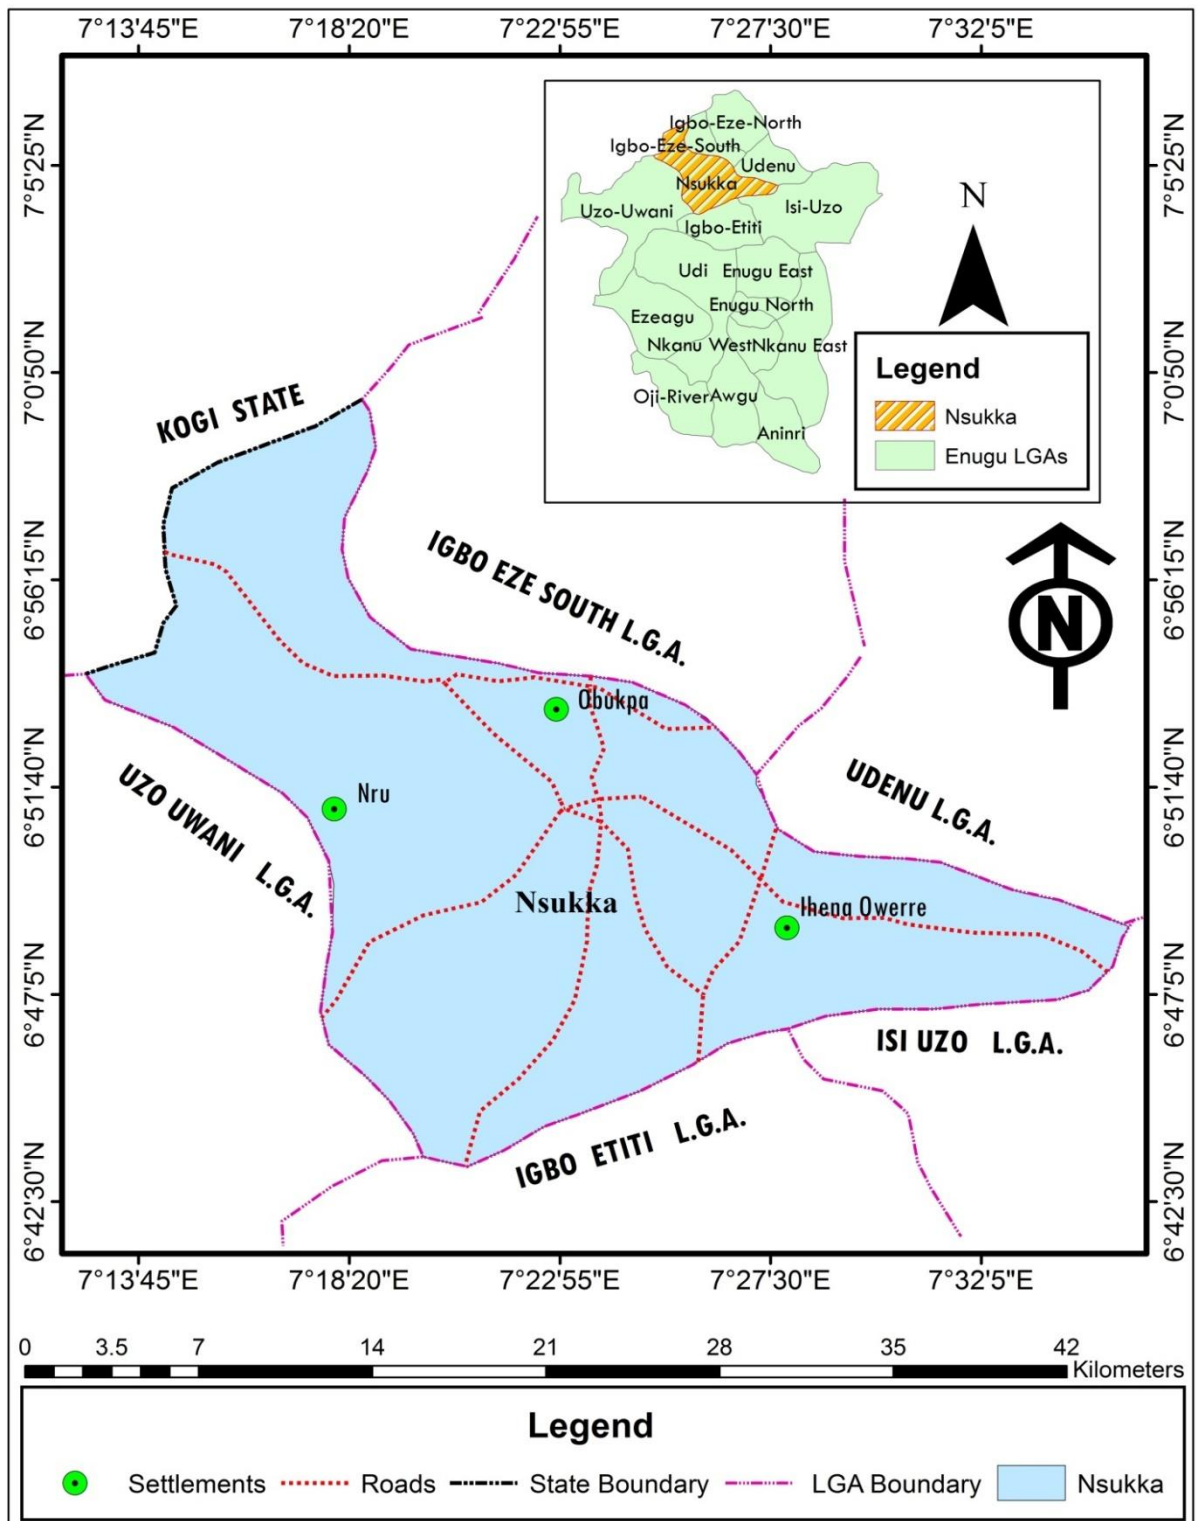 7°13'45"E 7°18'20"E 7°22'55"E 7°27'30"E 7°32'5"E
7°5'25"N
7°0'50"N
6°56'15"N
6°51'40"N
6°47'5"N
6°42'30"N
Igbo-Eze-North
Igbo-Eze-South
Udenu
Nsukka
Uzo-Uwani
Isi-Uzo
Igbo-Etiti
Udi
Enugu East
Enugu North
Ezeagu
Nkanu West
Nkanu East
Oji-River
Awgu
Aninri
N
Legend
Nsukka
Enugu LGAs
KOGI STATE
IGBO EZE SOUTH L.G.A.
N
Obukpa
UDENU L.G.A.
UZO UWANI L.G.A.
Nru
Nsukka
Ihena Owerre
ISI UZO L.G.A.
IGBO ETITI L.G.A.
7°5'25"N
7°0'50"N
6°56'15"N
6°51'40"N
6°47'5"N
6°42'30"N
7°13'45"E 7°18'20"E 7°22'55"E 7°27'30"E 7°32'5"E
0 3.5 7 14 21 28 35 42
Kilometers
Legend
Settlements Roads State Boundary LGA Boundary Nsukka